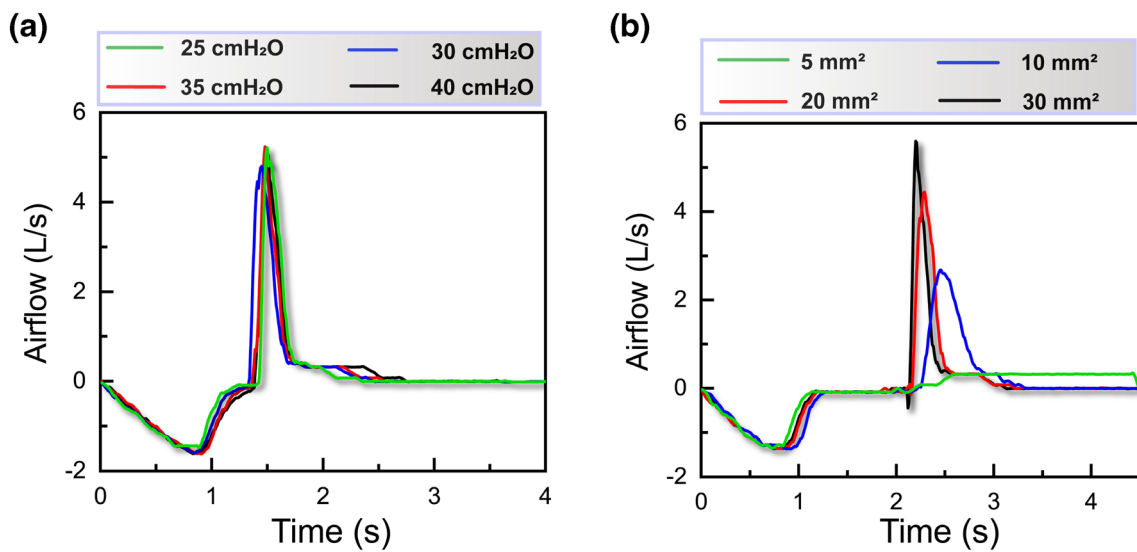 (a)
25 cmH₂O 30 cmH₂O
35 cmH₂O 40 cmH₂O
6
4
2
0
-2
Airflow (L/s)
0 1 2 3 4
Time (s)
(b)
5 mm² 10 mm²
20 mm² 30 mm²
6
4
2
0
-2
Airflow (L/s)
0 1 2 3 4
Time (s)